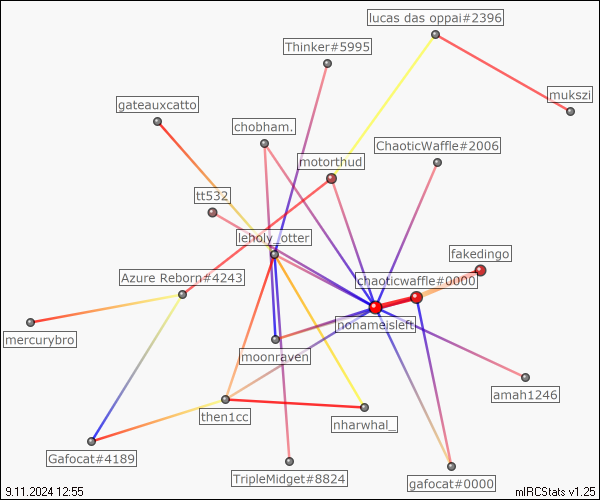 lucas das oppai#2396
Thinker#5995
mukszi
gateauxcatto
chobham.
ChaoticWaffle#2006
motorthud
tt532
leholy_otter
fakedingo
Azure Reborn#4243
chaoticwaffle#0000
nonameisleft
mercurybro
moonraven
amah1246
then1cc
nharwhal_
Gafocat#4189
TripleMidget#8824
gafocat#0000
9.11.2024 12:55
mIRCStats v1.25